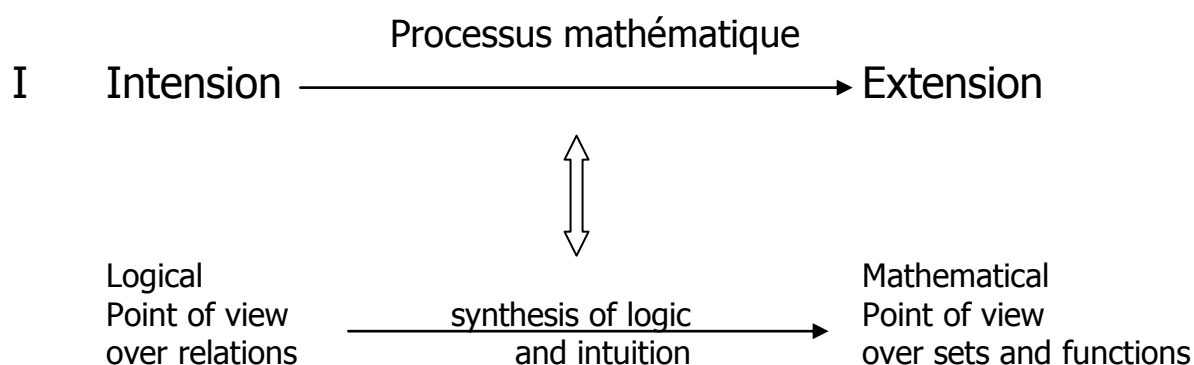 Processus mathématique
I Intension Extension
Logical
Point of view
over relations
synthesis of logic
and intuition
Mathematical
Point of view
over sets and functions